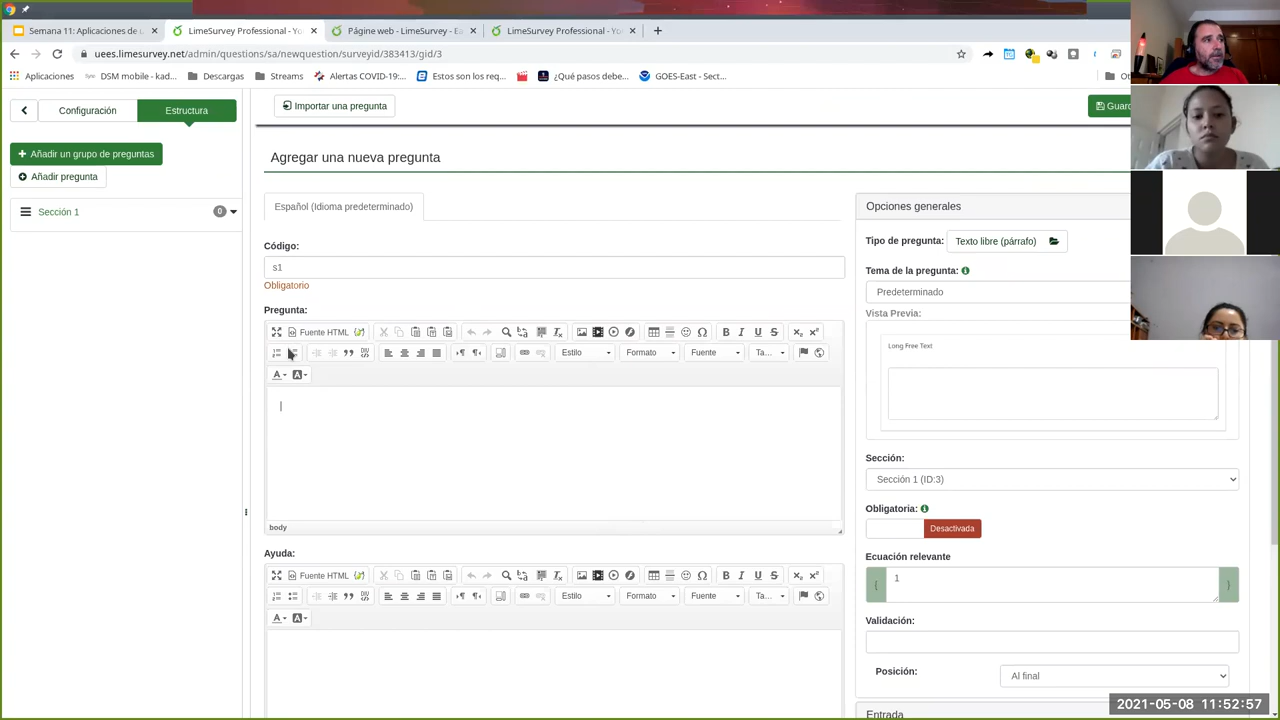 Semana 11: Aplicaciones de u
LimeSurvey Professional - Yo
Página web - LimeSurvey - Ea
LimeSurvey Professional - Yo
uees.limesurvey.net/admin/questions/sa/newquestion/surveyid/383413/gid/3
Aplicaciones
DSM mobile - kad...
Descargas
Streams
Alertas COVID-19:...
Estos son los req...
¿Qué pasos debe...
GOES-East - Sect...
Configuración
Estructura
Importar una pregunta
Añadir un grupo de preguntas
Añadir pregunta
Sección 1
0
Agregar una nueva pregunta
Español (Idioma predeterminado)
Código:
s1
Obligatorio
Pregunta:
Fuente HTML
B I U S x₂ x²
Estilo
Formato
Fuente
Ta...
A A
body
Ayuda:
Fuente HTML
B I U S x₂ x²
Estilo
Formato
Fuente
Ta...
A A
Opciones generales
Tipo de pregunta: Texto libre (párrafo)
Tema de la pregunta:
Predeterminado
Vista Previa:
Long Free Text
Sección:
Sección 1 (ID:3)
Obligatoria:
Desactivada
Ecuación relevante
{ 1 }
Validación:
Posición:
Al final
Entrada
2021-05-08 11:52:57